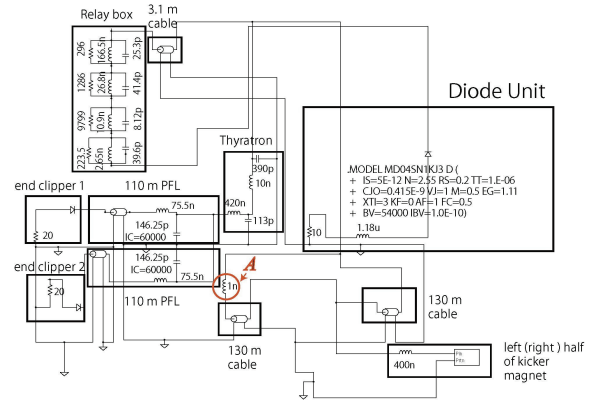 Relay box
3.1 m
cable
296
166.5n
25.3p
1286
26.8n
41.4p
9799
10.9n
8.12p
223.5
2.65n
39.6p
Diode Unit
Thyratron
390p
10n
113p
420n
.MODEL MD04SN1KJ3 D (
+ IS=5E-12 N=2.55 RS=0.2 TT=1.E-06
+ CJO=0.415E-9 VJ=1 M=0.5 EG=1.11
+ XTI=3 KF=0 AF=1 FC=0.5
+ BV=54000 IBV=1.0E-10)
10
1.18u
end clipper 1
110 m PFL
75.5n
20
146.25p
IC=60000
end clipper 2
146.25p
IC=60000
75.5n
20
110 m PFL
A
1n
130 m
cable
130 m
cable
400n
left (right ) half
of kicker
magnet